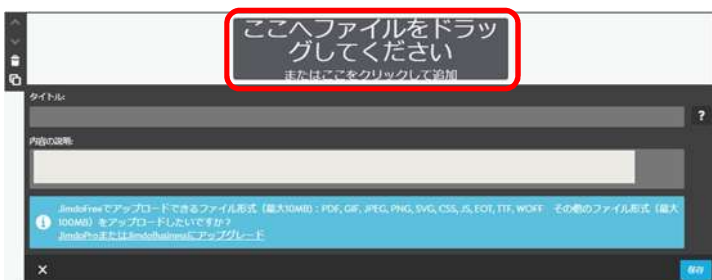 ここへファイルをドラッ
グしてください
またはここをクリックして追加
タイトル:
?
内容の説明:
JimdoFreeでアップロードできるファイル形式（最大10MB）: PDF, GIF, JPEG, PNG, SVG, CSS, JS, EOT, TTF, WOFF　その他のファイル形式（最大
100MB）をアップロードしたいですか？
JimdoProまたはJimdoBusinessにアップグレード
保存